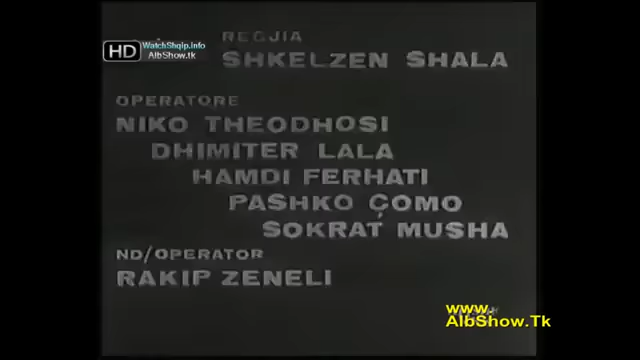 REGJIA
SHKELZEN SHALA
HD
WatchShqip.info
AlbShow.tk
OPERATORE
NIKO THEODHOSI
DHIMITER LALA
HAMDI FERHATI
PASHKO ÇOMO
SOKRAT MUSHA
ND/OPERATOR
RAKIP ZENELI
www.
AlbShow.Tk